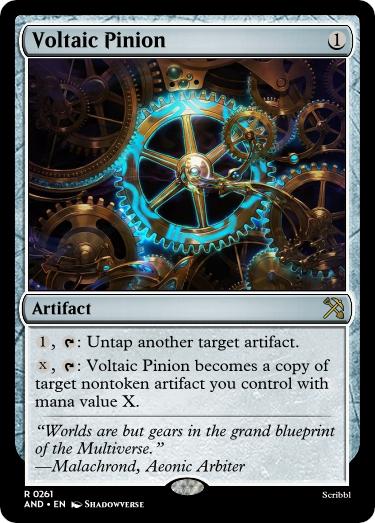 Voltaic Pinion 1
Artifact
1, T: Untap another target artifact.
X, T: Voltaic Pinion becomes a copy of
target nontoken artifact you control with
mana value X.
“Worlds are but gears in the grand blueprint
of the Multiverse.”
—Malachrond, Aeonic Arbiter
R 0261
AND • EN Shadowverse
Scribbl